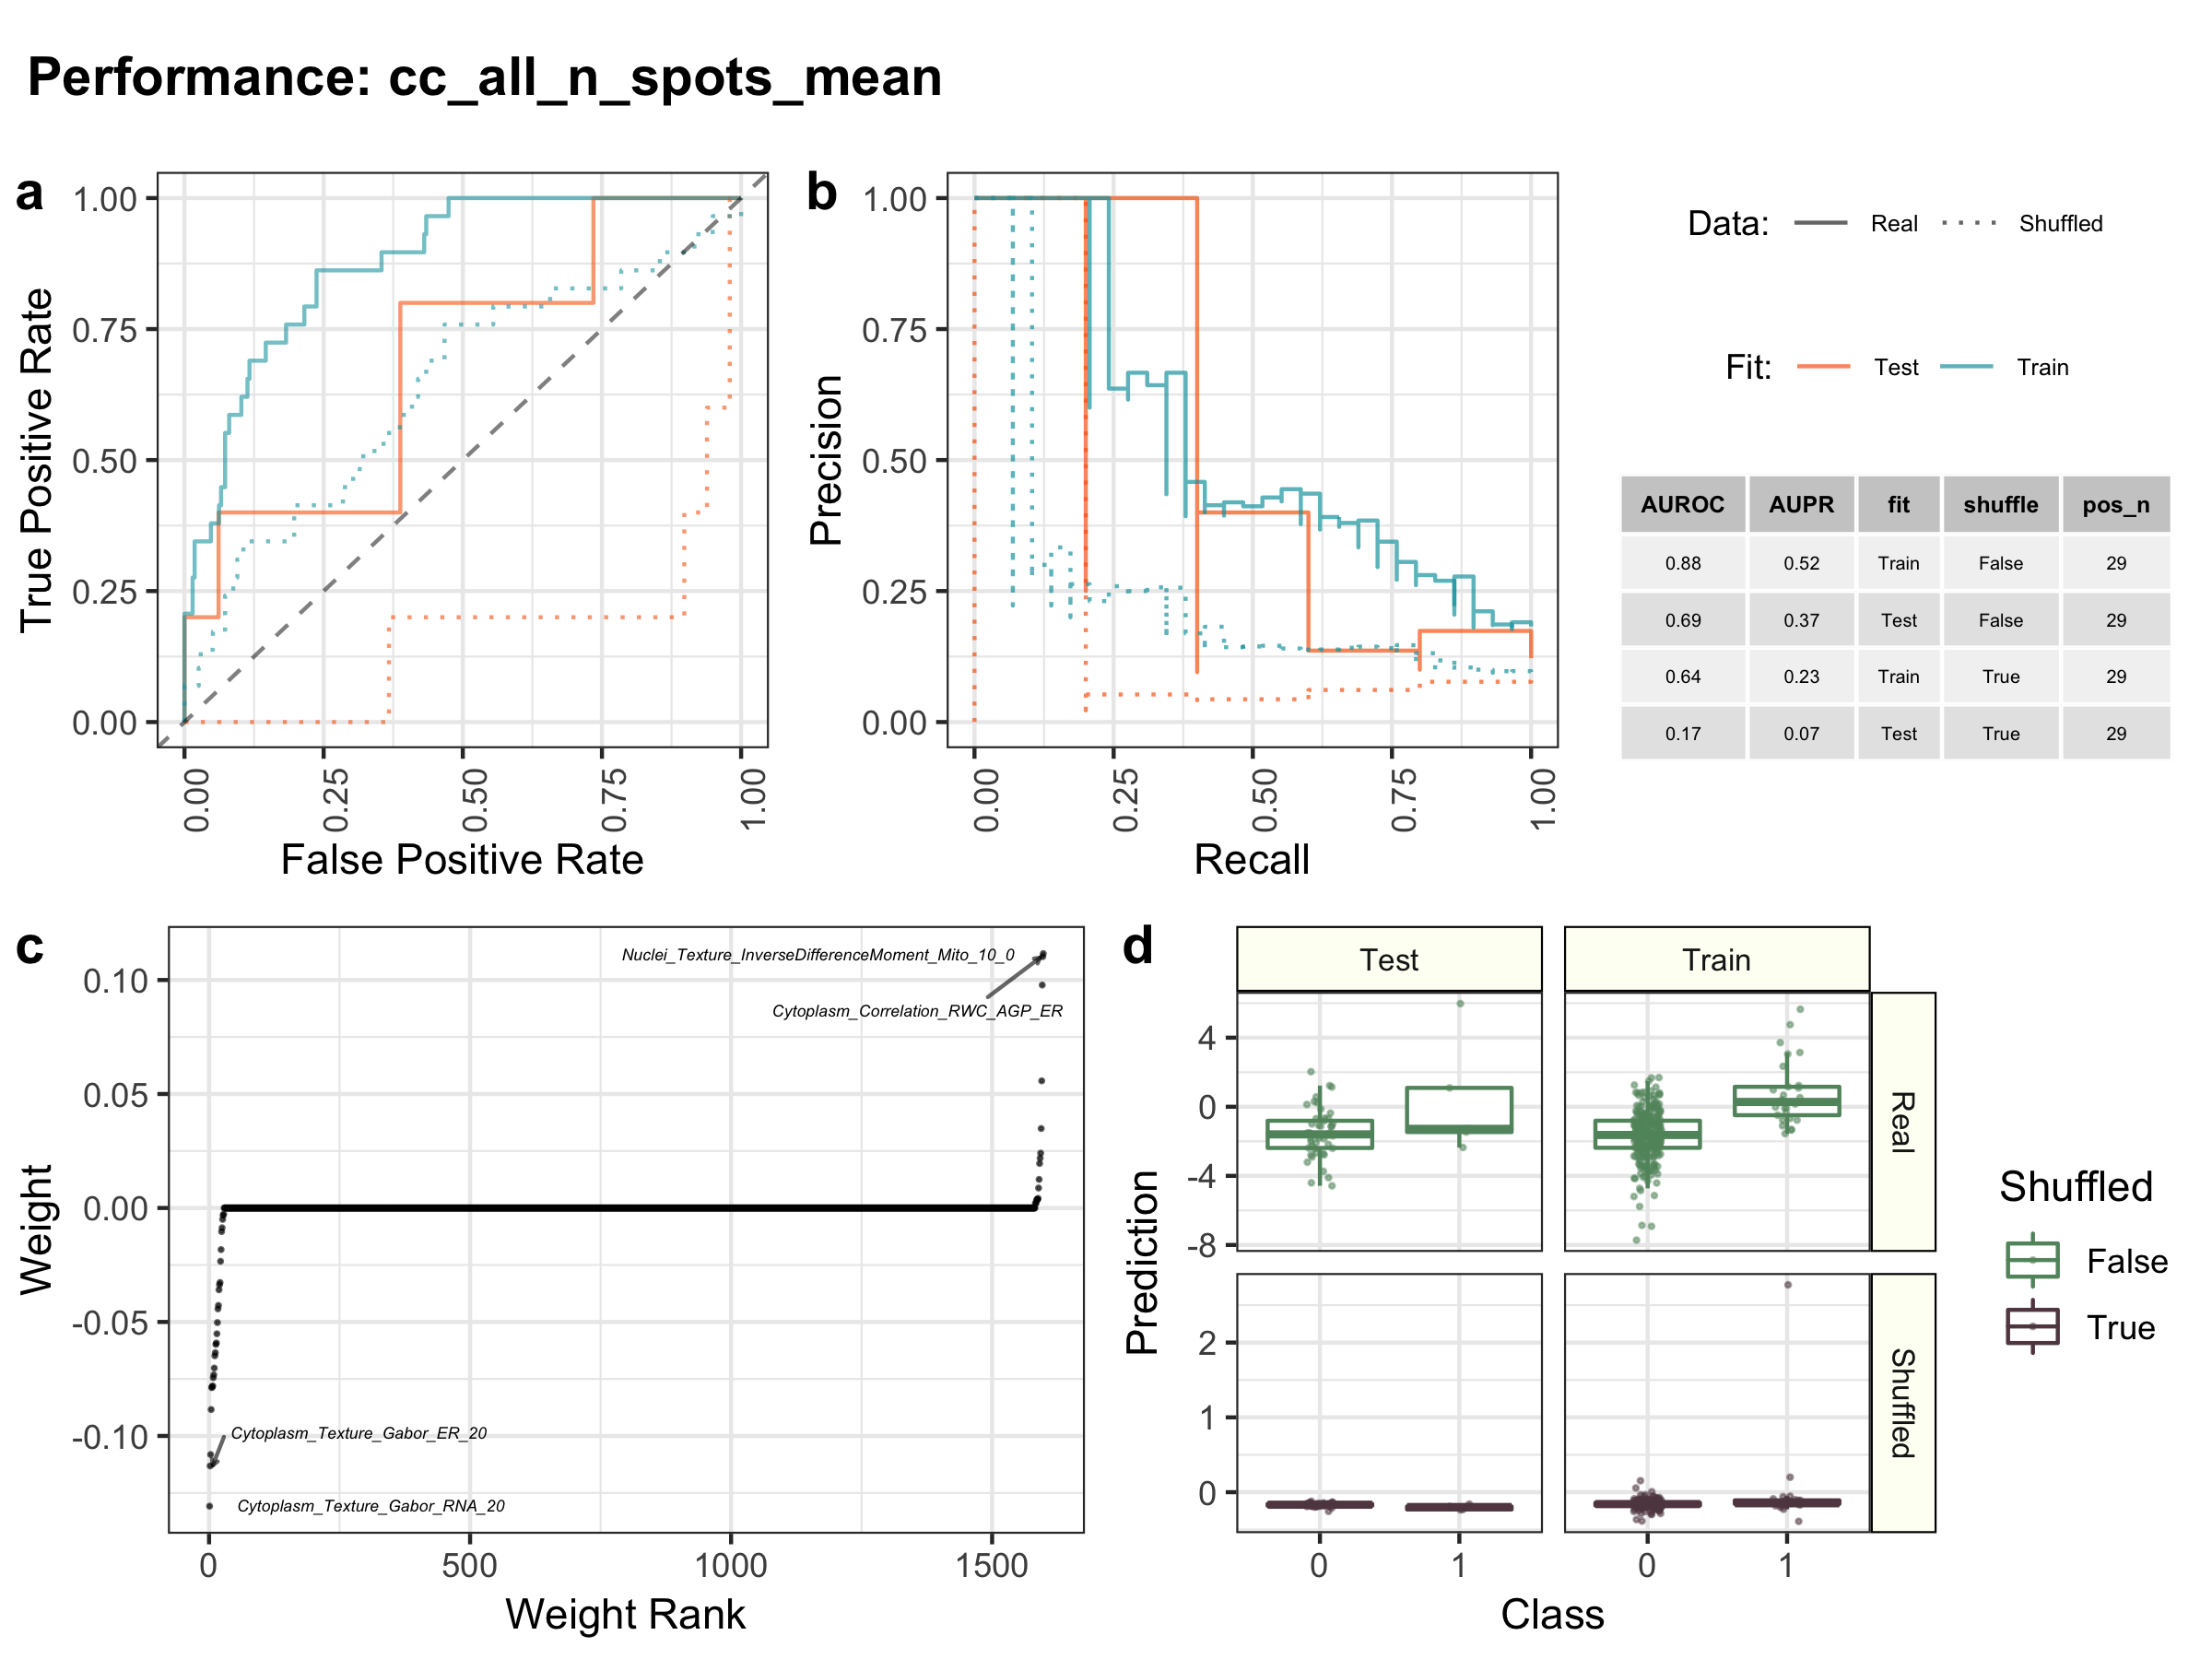 Performance: cc_all_n_spots_mean
a
True Positive Rate
1.00
0.75
0.50
0.25
0.00
0.00
0.25
0.50
0.75
1.00
False Positive Rate
b
Precision
1.00
0.75
0.50
0.25
0.00
0.00
0.25
0.50
0.75
1.00
Recall
Data: Real Shuffled
Fit: Test Train
AUROC AUPR fit shuffle pos_n
0.88 0.52 Train False 29
0.69 0.37 Test False 29
0.64 0.23 Train True 29
0.17 0.07 Test True 29
c
Weight
0.10
0.05
0.00
-0.05
-0.10
Nuclei_Texture_InverseDifferenceMoment_Mito_10_0
Cytoplasm_Correlation_RWC_AGP_ER
Cytoplasm_Texture_Gabor_ER_20
Cytoplasm_Texture_Gabor_RNA_20
0 500 1000 1500
Weight Rank
d
Test Train
Prediction
4
0
-4
-8
Real
2
1
0
Shuffled
0 1 0 1
Class
Shuffled
False
True